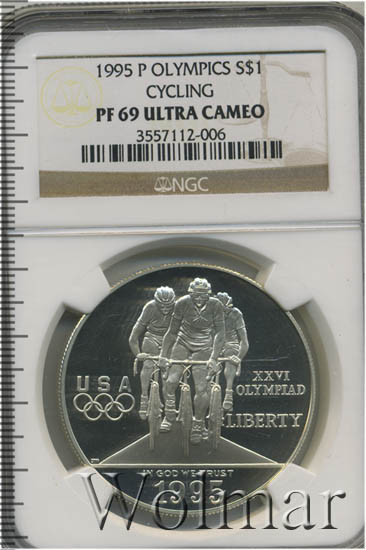 1995 P OLYMPICS S$1
CYCLING
PF 69 ULTRA CAMEO
3557112-006
NGC
USA
XXVI
OLYMPIAD
LIBERTY
IN GOD WE TRUST
1995
Wolmar